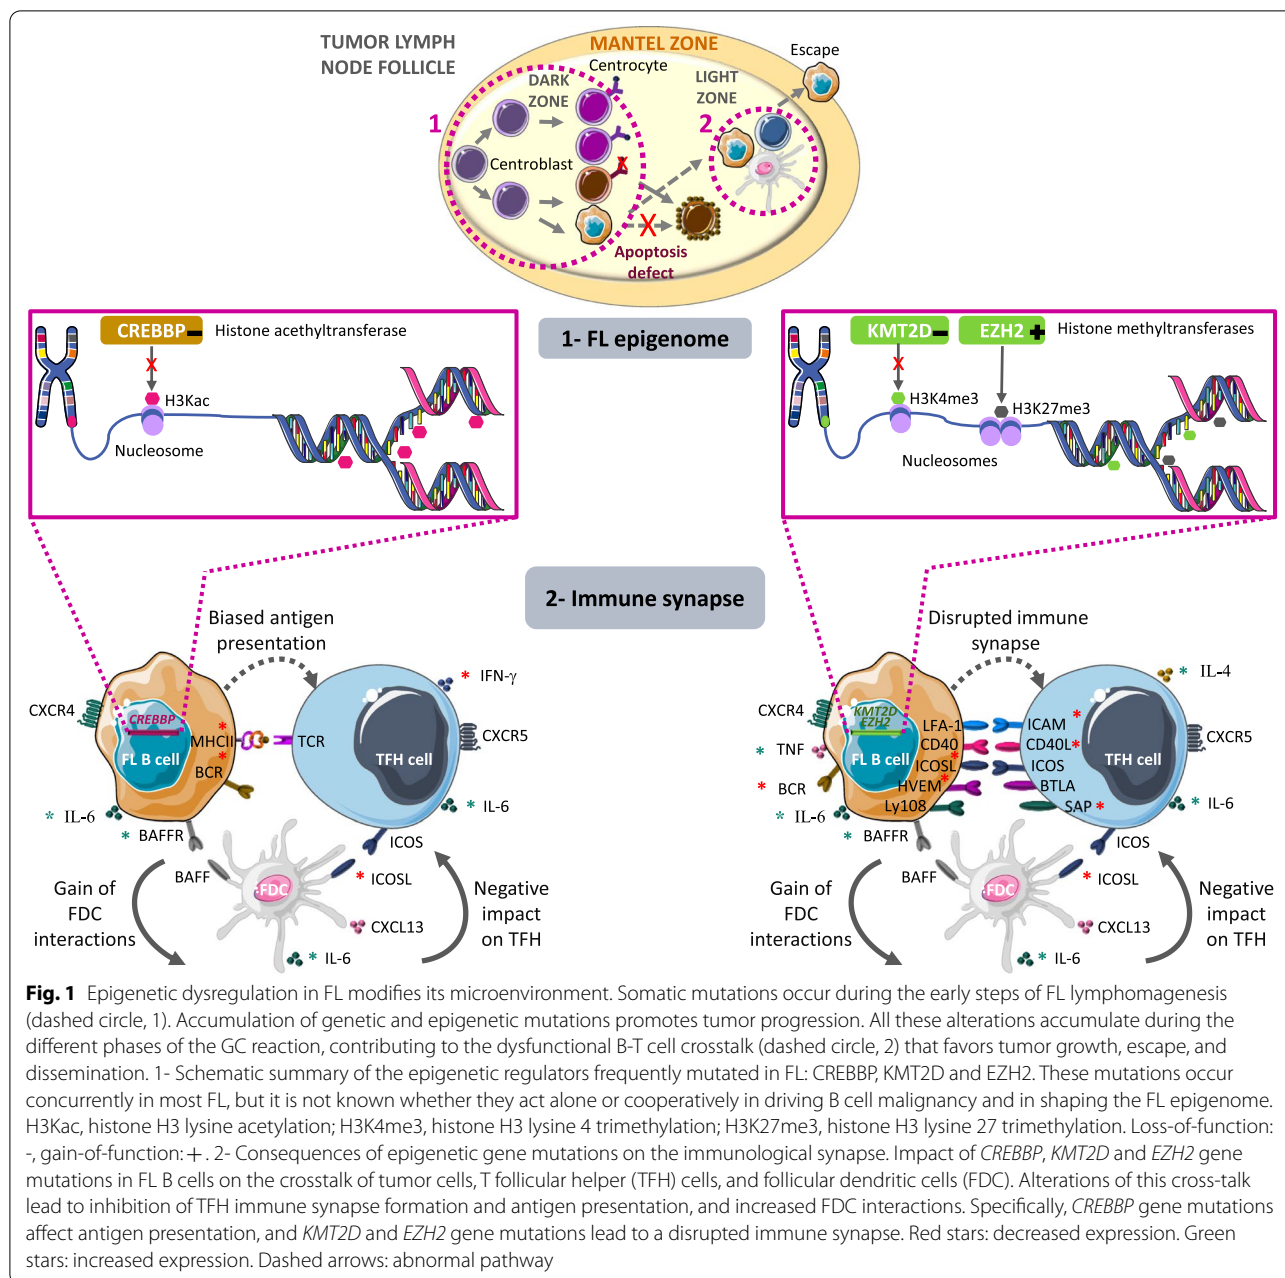 TUMOR LYMPH
NODE FOLLICLE
MANTEL ZONE
Escape
Centrocyte
DARK
ZONE
LIGHT
ZONE
1
2
Centroblast
X
X
Apoptosis
defect
CREBBP -
Histone acethyltransferase
X
H3Kac
Nucleosome
1- FL epigenome
KMT2D -
EZH2 +
Histone methyltransferases
X
H3K4me3
H3K27me3
Nucleosomes
2- Immune synapse
Biased antigen
presentation
* IFN-γ
CXCR4
CREBBP
*
MHCII
TCR
CXCR5
*
FL B cell
TFH cell
BCR
* IL-6
* IL-6
* BAFFR
ICOS
BAFF
FDC
* ICOSL
Gain of
FDC
interactions
Negative
impact
on TFH
CXCL13
* IL-6
Disrupted immune
synapse
* IL-4
CXCR4
KMT2D
EZH2
LFA-1
ICAM *
CXCR5
* TNF
CD40
CD40L *
FL B cell
ICOSL *
ICOS
TFH cell
* BCR
HVEM *
BTLA
* IL-6
Ly108
SAP *
* IL-6
* BAFFR
ICOS
BAFF
FDC
* ICOSL
Gain of
FDC
interactions
Negative
impact
on TFH
CXCL13
* IL-6
Fig. 1 Epigenetic dysregulation in FL modifies its microenvironment. Somatic mutations occur during the early steps of FL lymphomagenesis
(dashed circle, 1). Accumulation of genetic and epigenetic mutations promotes tumor progression. All these alterations accumulate during the
different phases of the GC reaction, contributing to the dysfunctional B-T cell crosstalk (dashed circle, 2) that favors tumor growth, escape, and
dissemination. 1- Schematic summary of the epigenetic regulators frequently mutated in FL: CREBBP, KMT2D and EZH2. These mutations occur
concurrently in most FL, but it is not known whether they act alone or cooperatively in driving B cell malignancy and in shaping the FL epigenome.
H3Kac, histone H3 lysine acetylation; H3K4me3, histone H3 lysine 4 trimethylation; H3K27me3, histone H3 lysine 27 trimethylation. Loss-of-function:
-, gain-of-function: +. 2- Consequences of epigenetic gene mutations on the immunological synapse. Impact of CREBBP, KMT2D and EZH2 gene
mutations in FL B cells on the crosstalk of tumor cells, T follicular helper (TFH) cells, and follicular dendritic cells (FDC). Alterations of this cross-talk
lead to inhibition of TFH immune synapse formation and antigen presentation, and increased FDC interactions. Specifically, CREBBP gene mutations
affect antigen presentation, and KMT2D and EZH2 gene mutations lead to a disrupted immune synapse. Red stars: decreased expression. Green
stars: increased expression. Dashed arrows: abnormal pathway